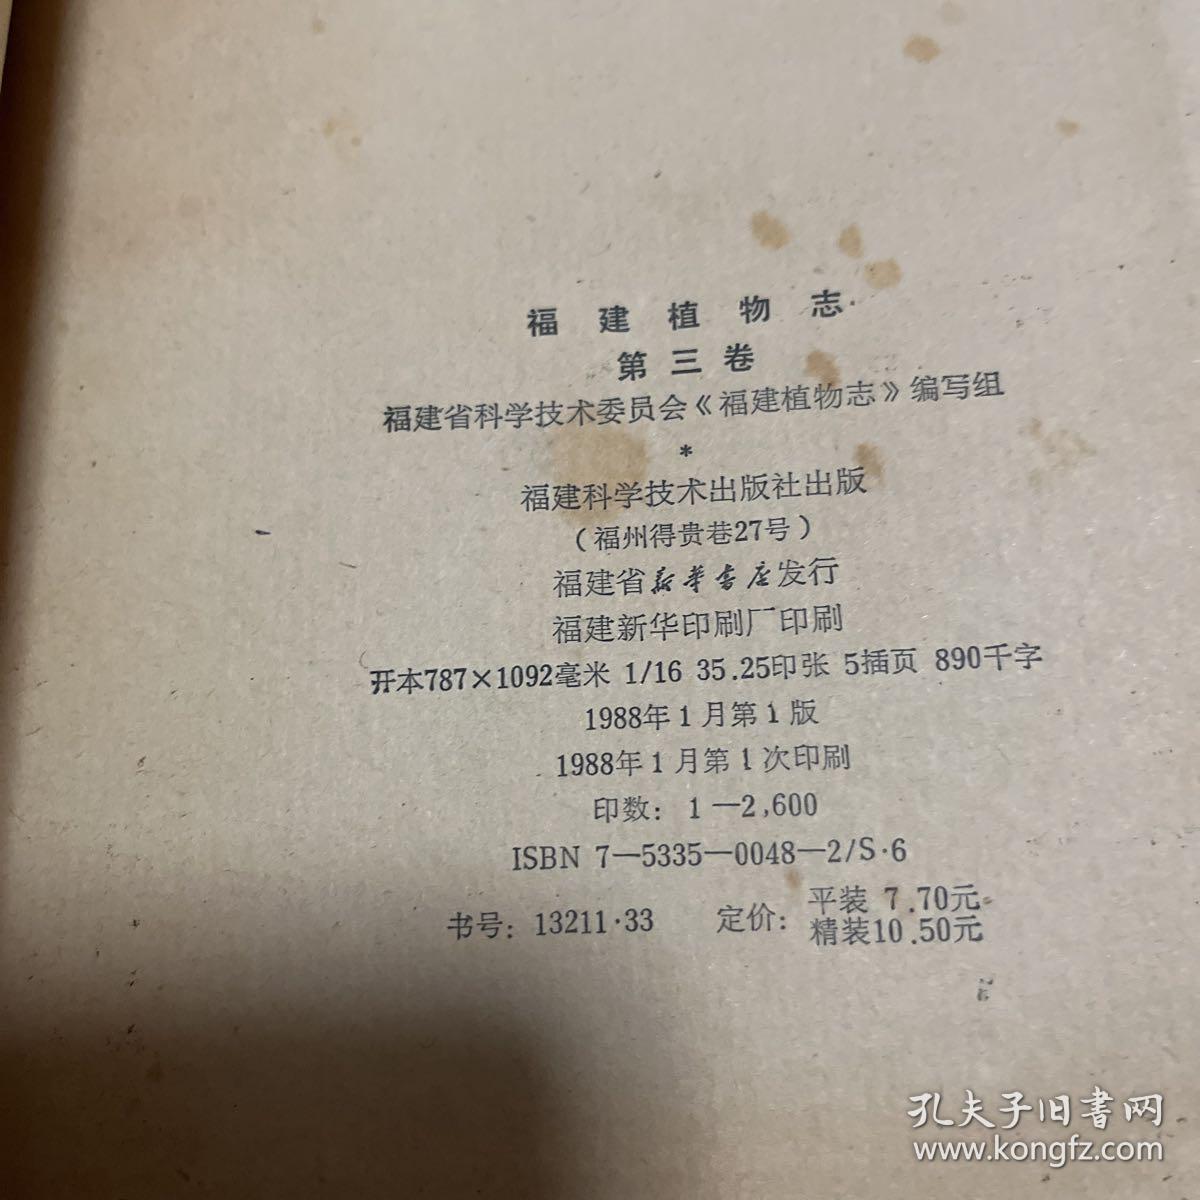 福建植物志
第三卷
福建省科学技术委员会《福建植物志》编写组
*
福建科学技术出版社出版
（福州得贵巷27号）
福建省新华书店发行
福建新华印刷厂印刷
开本787×1092毫米 1/16 35.25印张 5插页 890千字
1988年1月第1版
1988年1月第1次印刷
印数：1—2,600
ISBN 7—5335—0048—2/S·6
书号：13211·33 定价：平装 7.70元
精装10.50元
孔夫子旧书网
www.kongfz.com